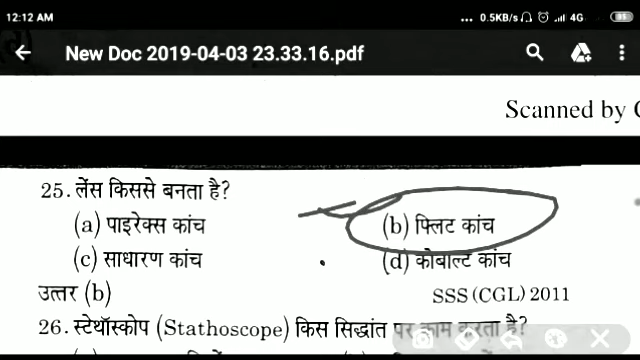 12:12 AM ... 0.5KB/s 4G 85
New Doc 2019-04-03 23.33.16.pdf
Scanned by
25. लेंस किससे बनता है?
(a) पाइरेक्स कांच (b) फ्लिट कांच
(c) साधारण कांच (d) कोबाल्ट कांच
उत्तर (b) SSS (CGL) 2011
26. स्टेथॉस्कोप (Stathoscope) किस सिद्धांत पर काम करता है?